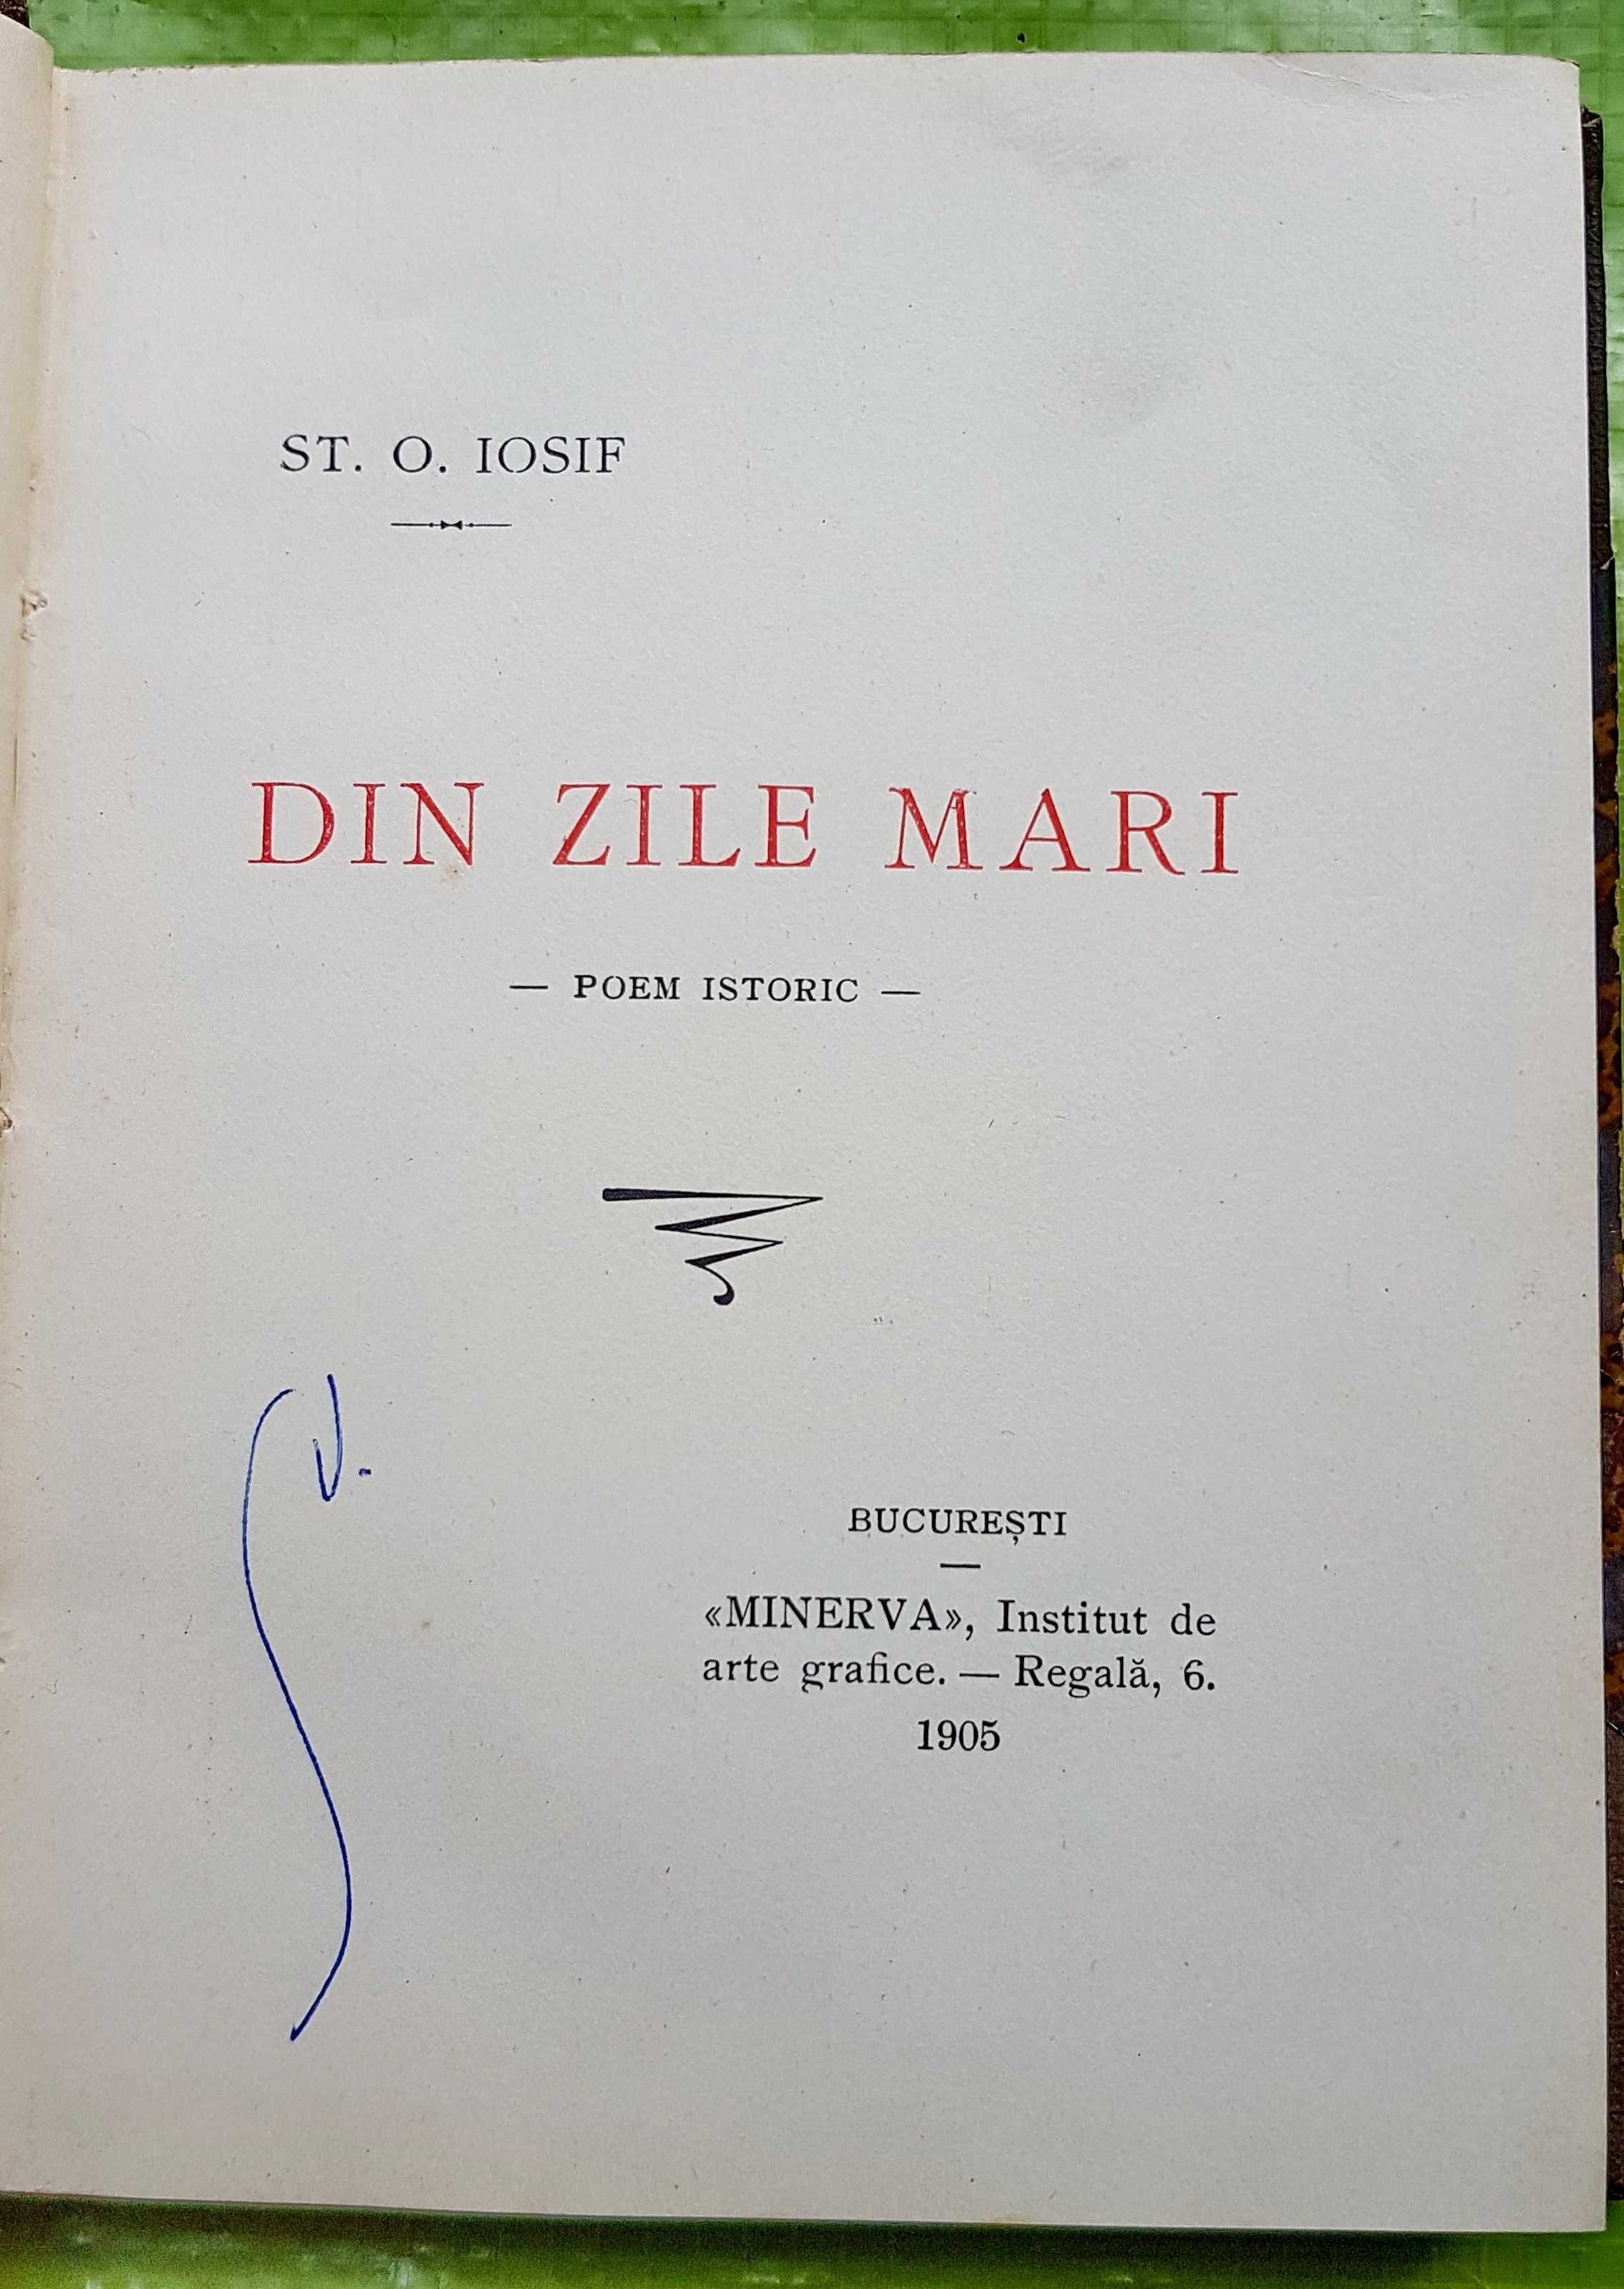 ST. O. IOSIF
DIN ZILE MARI
— POEM ISTORIC —
BUCUREȘTI
«MINERVA», Institut de
arte grafice. — Regală, 6.
1905